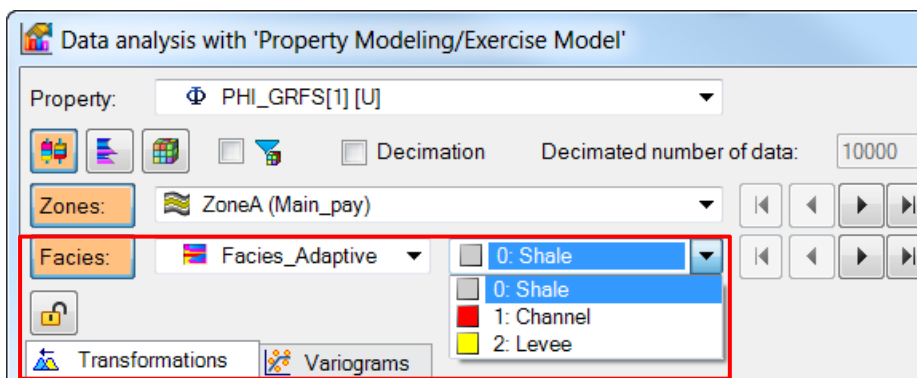 Data analysis with 'Property Modeling/Exercise Model'
Property: Φ PHI_GRFS[1] [U]
Decimation Decimated number of data: 10000
Zones: ZoneA (Main_pay)
Facies: Facies_Adaptive 0: Shale
0: Shale
1: Channel
2: Levee
Transformations Variograms